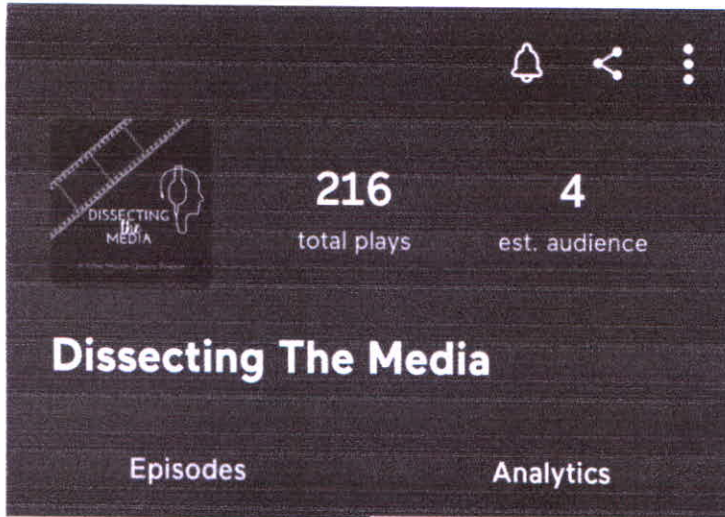 DISSECTING
the
MEDIA
216
total plays
4
est. audience
Dissecting The Media
Episodes
Analytics